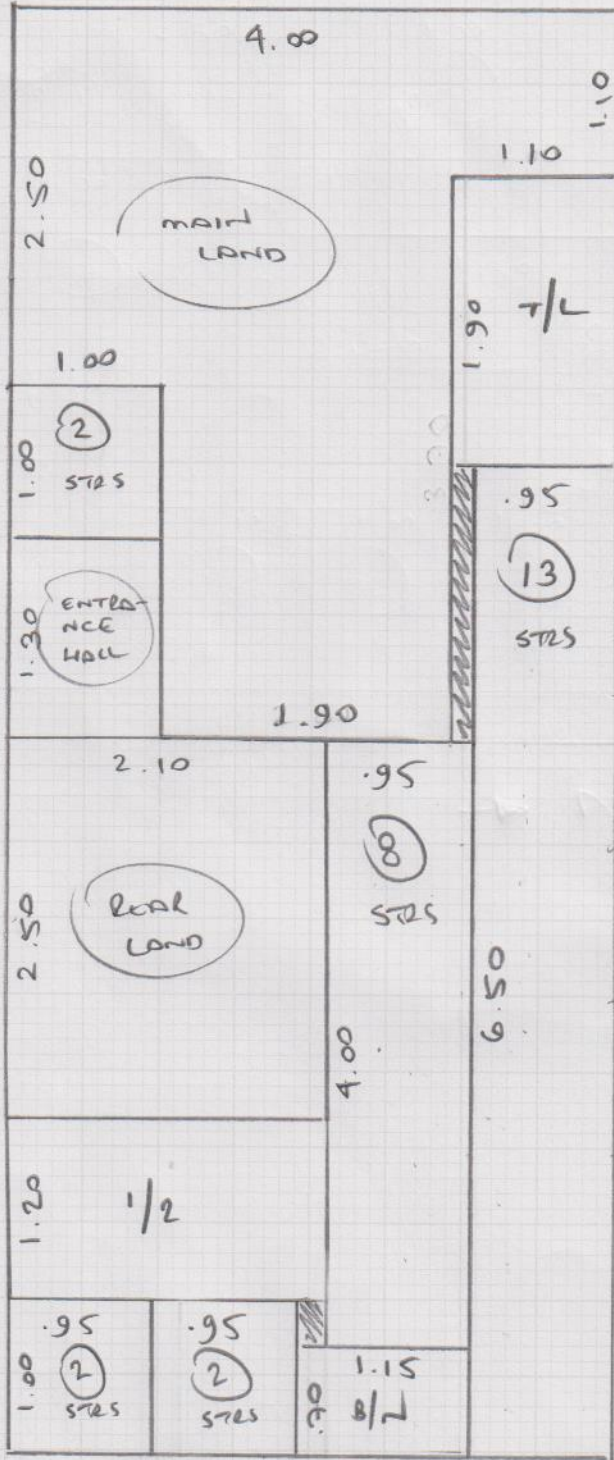 4.00
1.10
1.10
2.50
MAIN
LAND
1.90
T/L
1.00
1.00
2
STRS
.95
13
STRS
1.30
ENTRA-
NCE
HALL
1.90
2.10
.95
8
STRS
2.50
REAR
LAND
6.50
4.00
1.20
1/2
1.00
.95
2
STRS
.95
2
STRS
1.15
.70
B/L